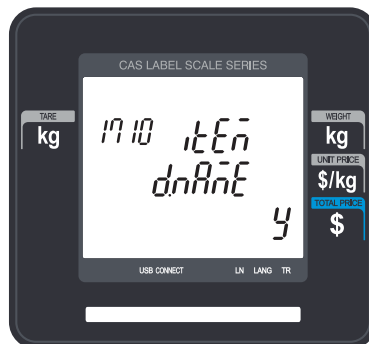 CAS LABEL SCALE SERIES
TARE
kg
1710 itEm
d.nAmE
y
WEIGHT
kg
UNIT PRICE
$/kg
TOTAL PRICE
$
USB CONNECT LN LANG TR